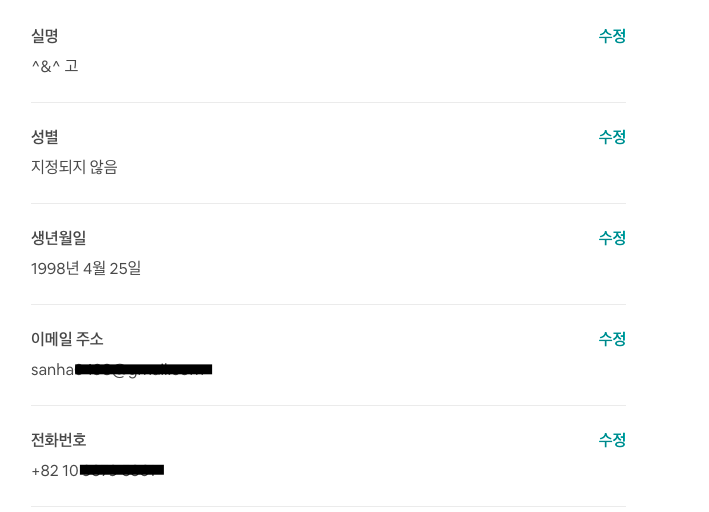 실명 수정
^&^ 고
성별 수정
지정되지 않음
생년월일 수정
1998년 4월 25일
이메일 주소 수정
sanha
전화번호 수정
+82 10